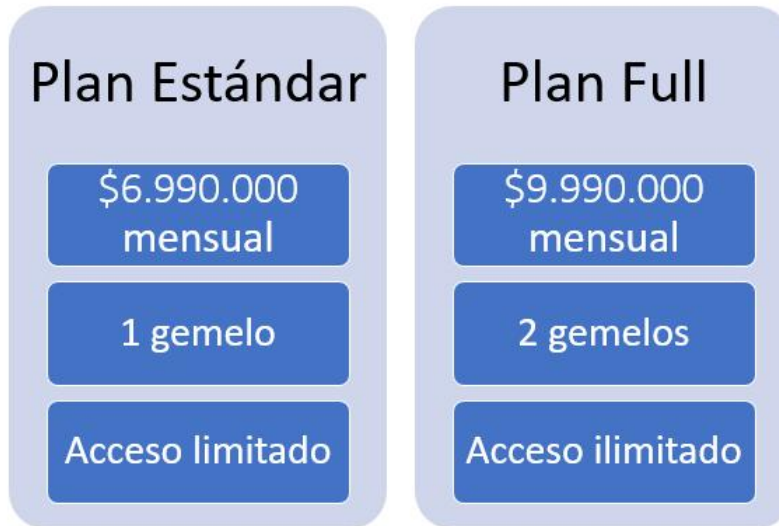 Plan Estándar
$6.990.000
mensual
1 gemelo
Acceso limitado
Plan Full
$9.990.000
mensual
2 gemelos
Acceso ilimitado